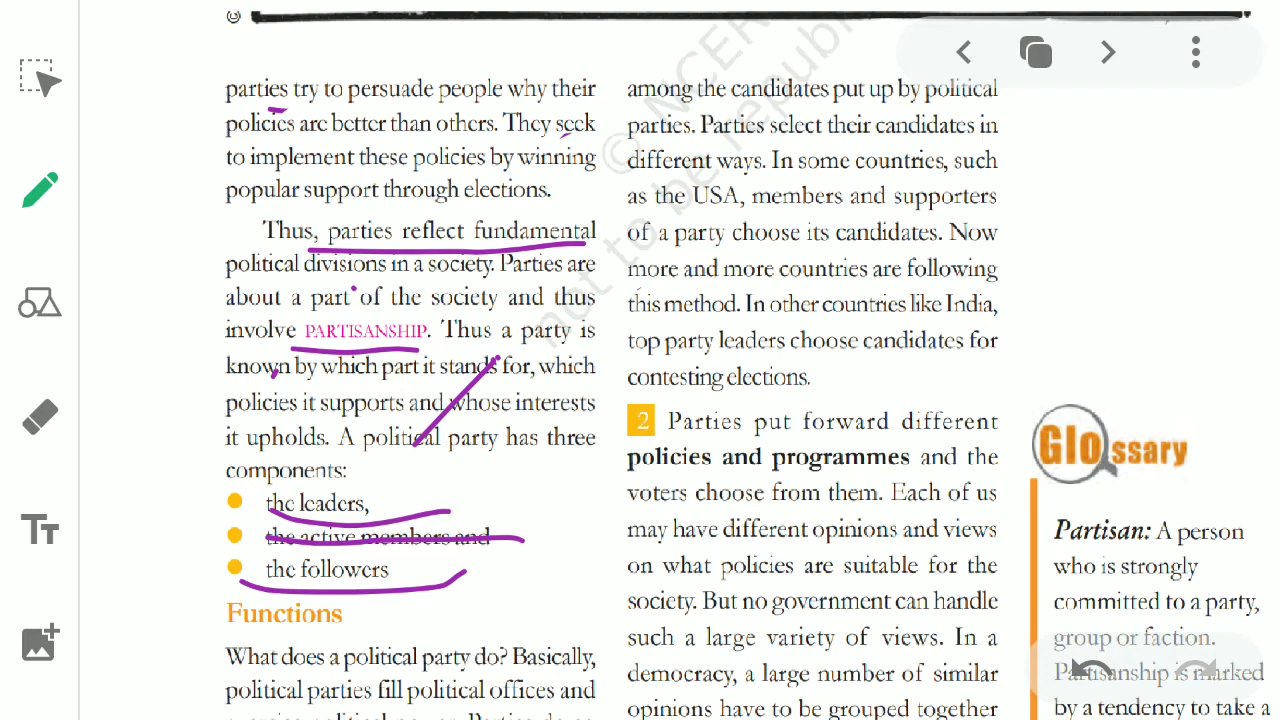 parties try to persuade people why their
policies are better than others. They seek
to implement these policies by winning
popular support through elections.
Thus, parties reflect fundamental
political divisions in a society. Parties are
about a part of the society and thus
involve PARTISANSHIP. Thus a party is
known by which part it stands for, which
policies it supports and whose interests
it upholds. A political party has three
components:
the leaders,
the active members and
the followers
Functions
What does a political party do? Basically,
political parties fill political offices and
among the candidates put up by political
parties. Parties select their candidates in
different ways. In some countries, such
as the USA, members and supporters
of a party choose its candidates. Now
more and more countries are following
this method. In other countries like India,
top party leaders choose candidates for
contesting elections.
2 Parties put forward different
policies and programmes and the
voters choose from them. Each of us
may have different opinions and views
on what policies are suitable for the
society. But no government can handle
such a large variety of views. In a
democracy, a large number of similar
opinions have to be grouped together
Glossary
Partisan: A person
who is strongly
committed to a party,
group or faction.
Partisanship is marked
by a tendency to take a
© NCER
not to be republi
TT